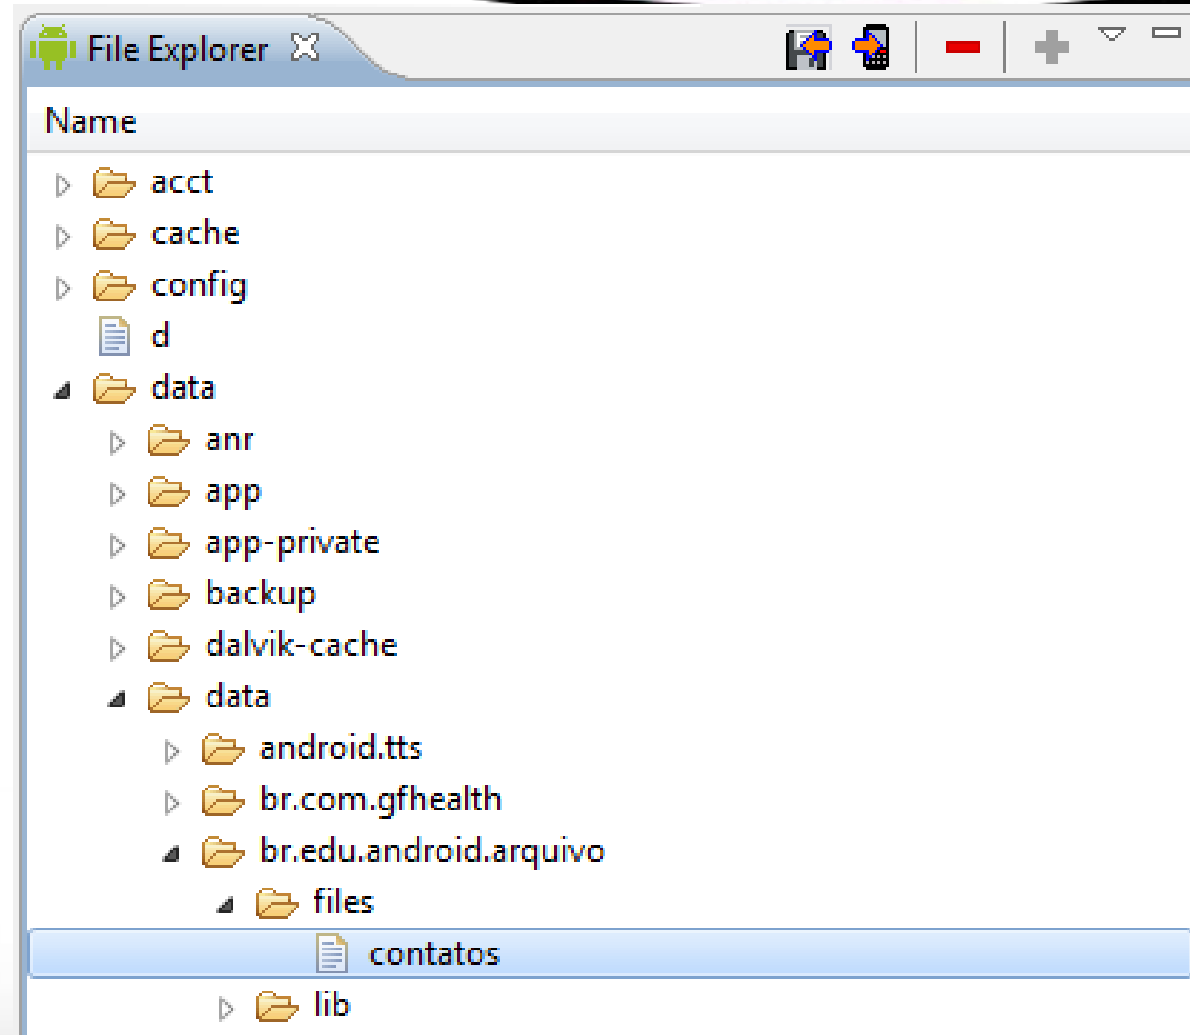 File Explorer
Name
acct
cache
config
d
data
anr
app
app-private
backup
dalvik-cache
data
android.tts
br.com.gfhealth
br.edu.android.arquivo
files
contatos
lib